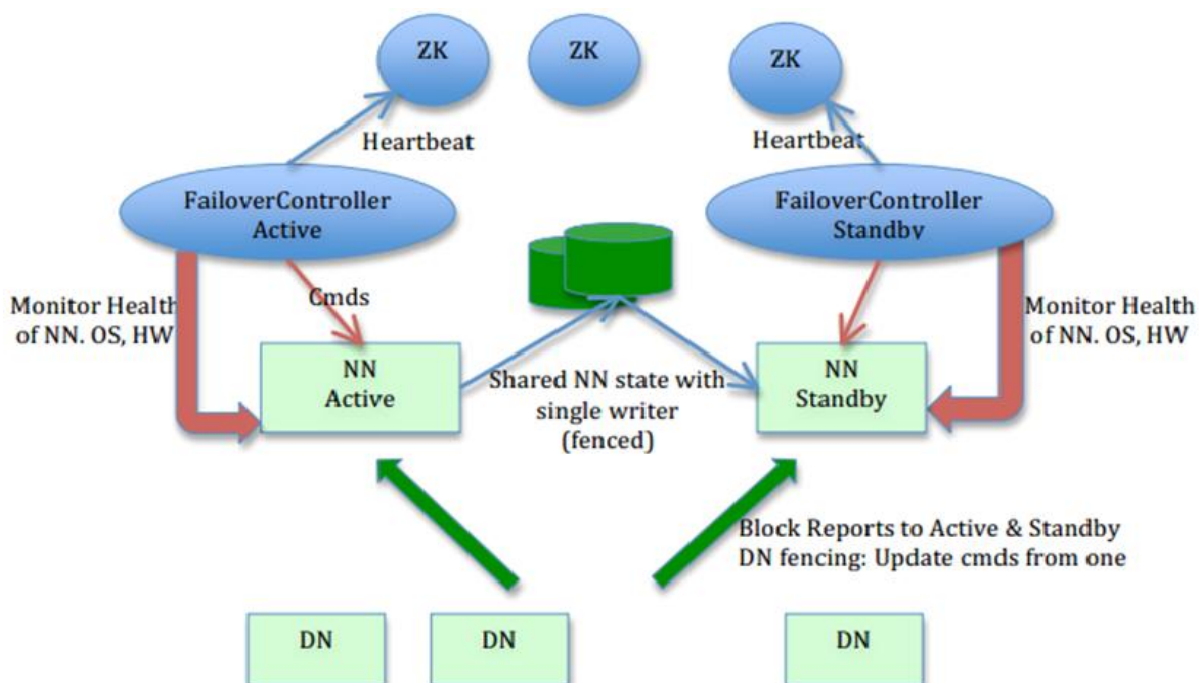 ZK
ZK
ZK
Heartbeat
Heartbeat
FailoverController
Active
FailoverController
Standby
Cmds
Monitor Health
of NN. OS, HW
Monitor Health
of NN. OS, HW
NN
Active
Shared NN state with
single writer
(fenced)
NN
Standby
Block Reports to Active & Standby
DN fencing: Update cmds from one
DN
DN
DN